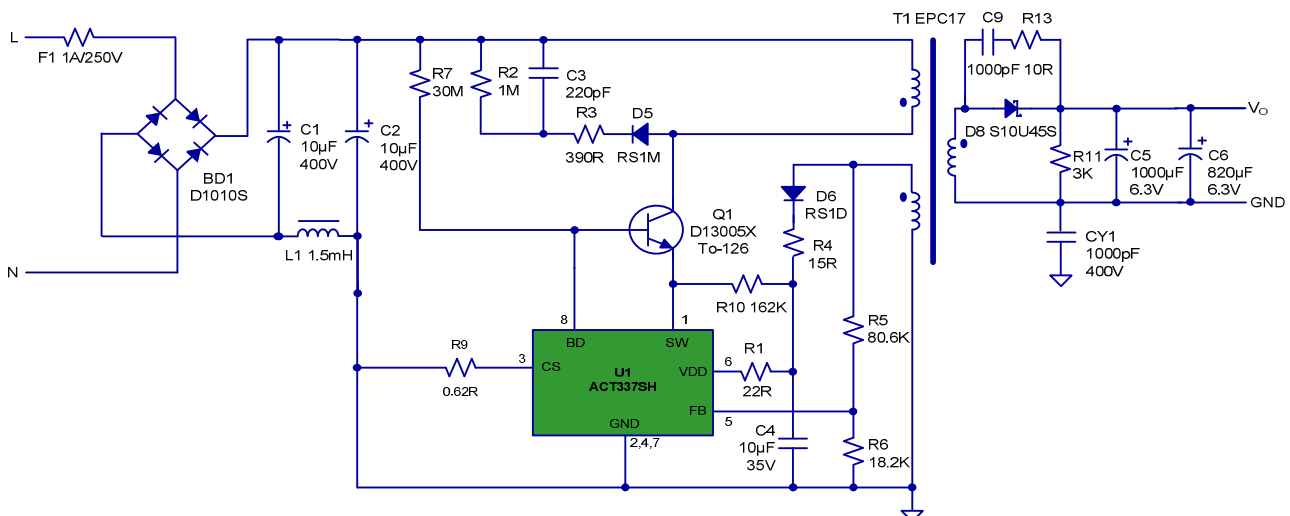 T1 EPC17
C9
R13
1000pF 10R
L
F1 1A/250V
R7
30M
R2
1M
C3
220pF
R3
390R
D5
RS1M
C1
10µF
400V
C2
10µF
400V
BD1
D1010S
L1 1.5mH
N
Q1
D13005X
To-126
D6
RS1D
R4
15R
R10 162K
D8 S10U45S
R11
3K
C5
1000µF
6.3V
C6
820µF
6.3V
VO
GND
CY1
1000pF
400V
R9
0.62R
8
BD
1
SW
3
CS
U1
ACT337SH
VDD
6
R1
22R
FB
5
GND
2,4,7
C4
10µF
35V
R5
80.6K
R6
18.2K